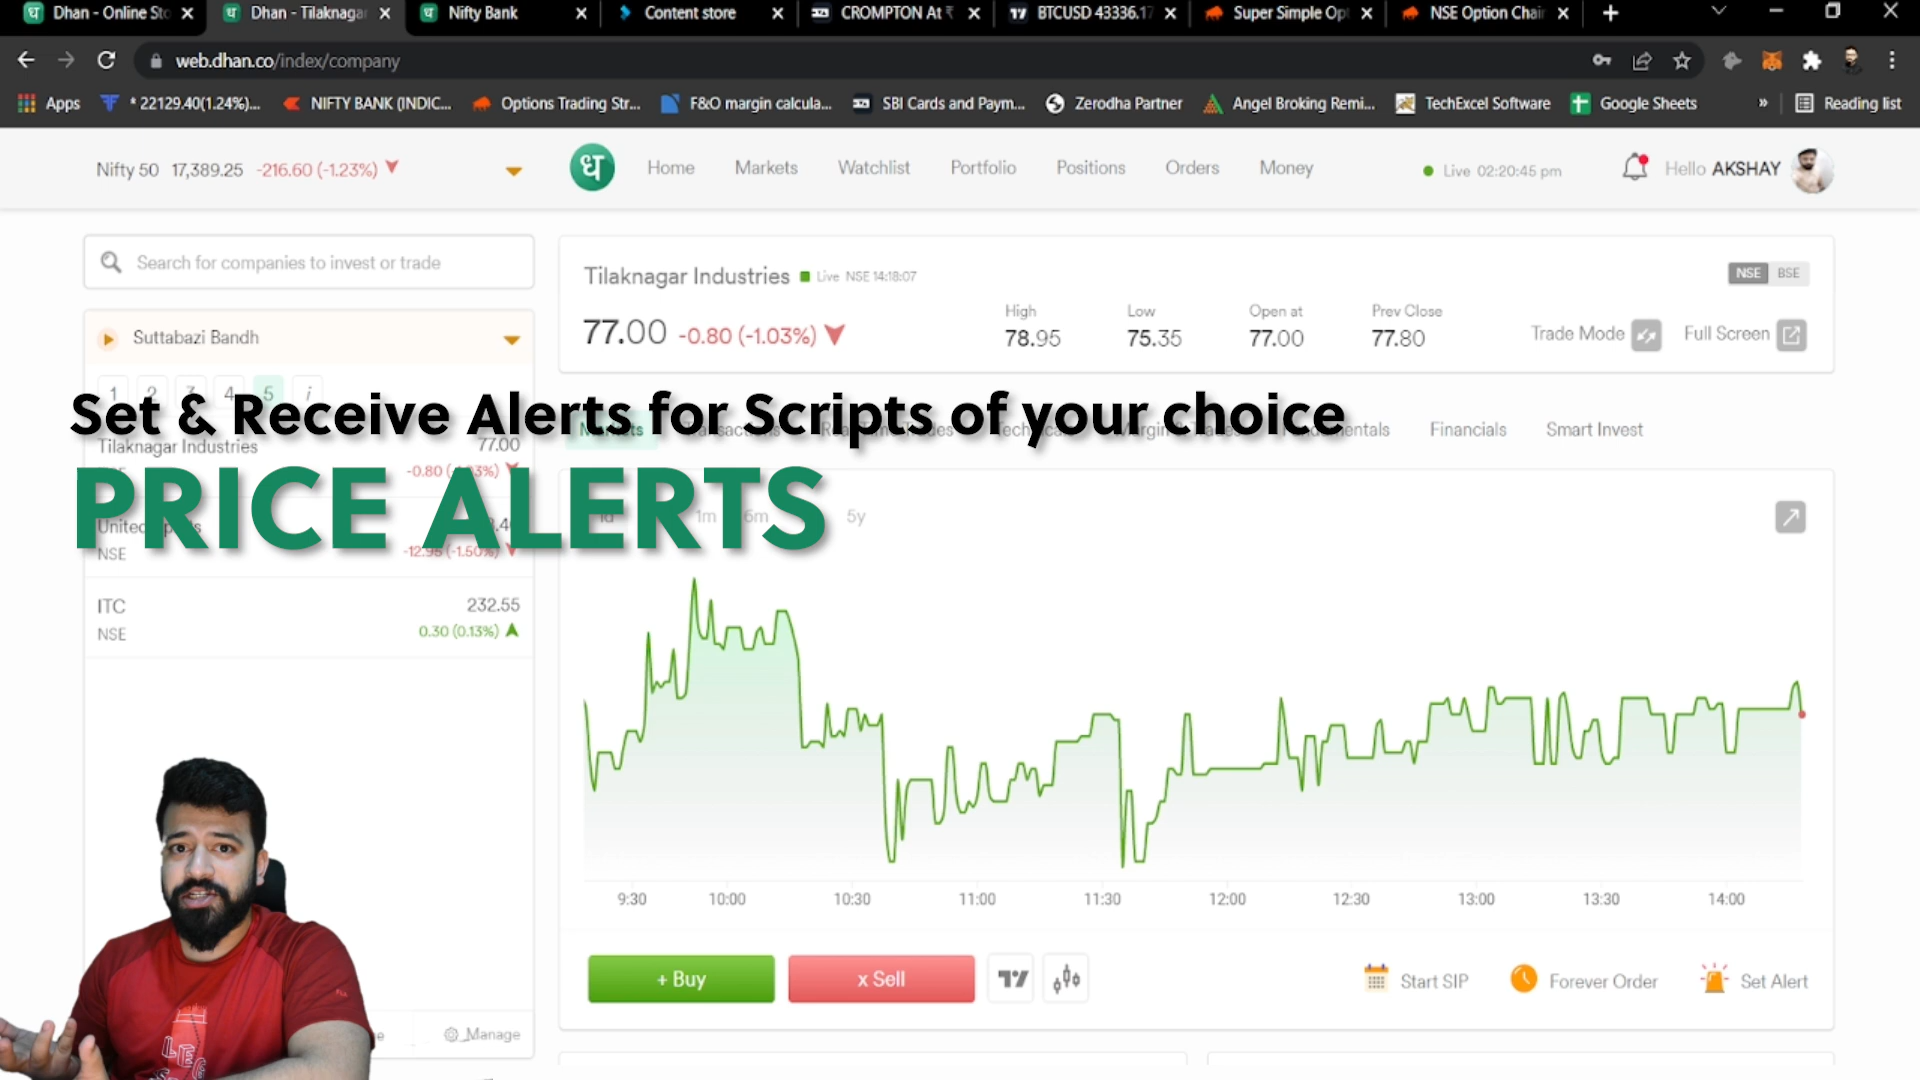 Dhan - Online Sto
Dhan - Tilaknagar
Nifty Bank
Content store
CROMPTON At ₹
BTCUSD 43336.17
Super Simple Opt
NSE Option Chain
web.dhan.co/index/company
Apps
* 22129.40(1.24%)...
NIFTY BANK (INDIC...
Options Trading Str...
F&O margin calcula...
SBI Cards and Paym...
Zerodha Partner
Angel Broking Remi...
TechExcel Software
Google Sheets
»
Reading list
Nifty 50 17,389.25 -216.60 (-1.23%)
ध
Home
Markets
Watchlist
Portfolio
Positions
Orders
Money
Live 02:20:45 pm
Hello AKSHAY
Search for companies to invest or trade
Tilaknagar Industries
Live NSE 14:18:07
NSE BSE
77.00 -0.80 (-1.03%)
High
78.95
Low
75.35
Open at
77.00
Prev Close
77.80
Trade Mode
Full Screen
Suttabazi Bandh
1 2 3 4 5 i
Set & Receive Alerts for Scripts of your choice
PRICE ALERTS
Tilaknagar Industries 77.00
NSE
ITC 232.55
NSE 0.30 (0.13%)
Financials
Smart Invest
1m 6m 5y
9:30 10:00 10:30 11:00 11:30 12:00 12:30 13:00 13:30 14:00
+ Buy
x Sell
Start SIP
Forever Order
Set Alert
Manage